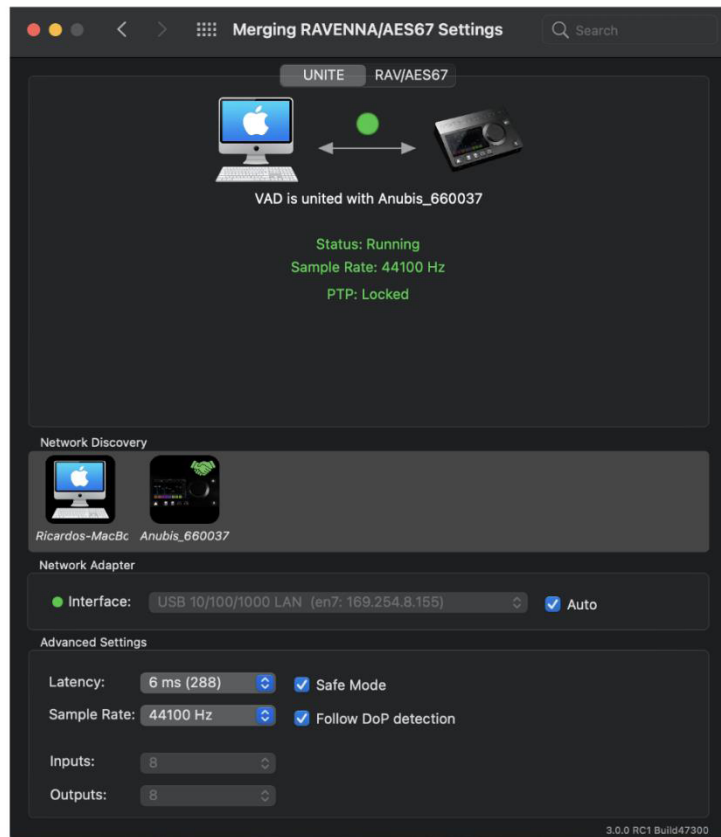 Merging RAVENNA/AES67 Settings
Search
UNITE RAV/AES67
VAD is united with Anubis_660037
Status: Running
Sample Rate: 44100 Hz
PTP: Locked
Network Discovery
Ricardos-MacBc Anubis_660037
Network Adapter
Interface: USB 10/100/1000 LAN (en7: 169.254.8.155) Auto
Advanced Settings
Latency: 6 ms (288) Safe Mode
Sample Rate: 44100 Hz Follow DoP detection
Inputs: 8
Outputs: 8
3.0.0 RC1 Build47300